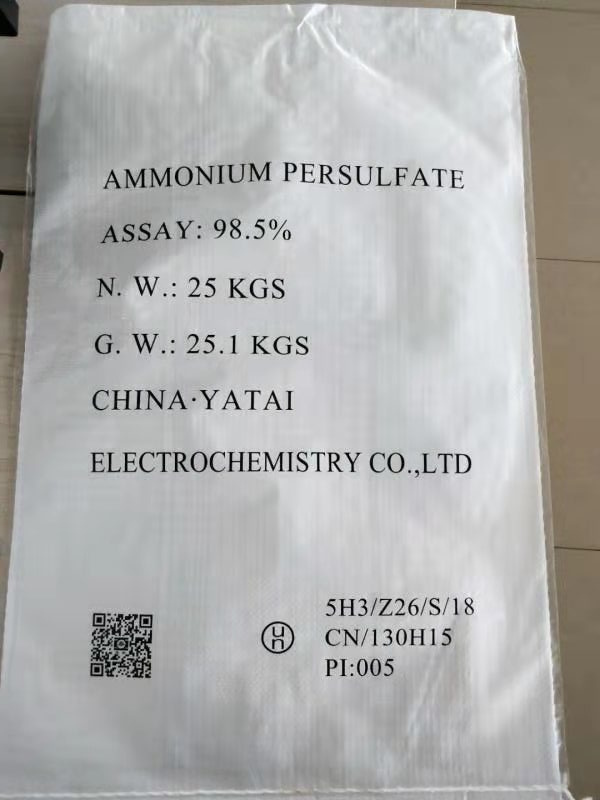 AMMONIUM PERSULFATE
ASSAY: 98.5%
N. W.: 25 KGS
G. W.: 25.1 KGS
CHINA·YATAI
ELECTROCHEMISTRY CO.,LTD
5H3/Z26/S/18
un CN/130H15
PI:005